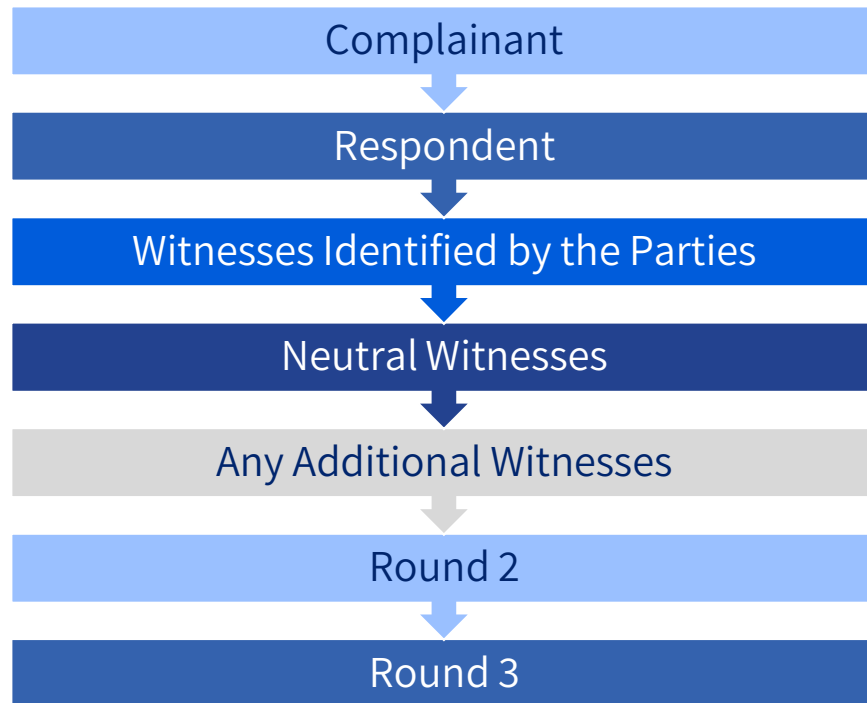 Complainant
Respondent
Witnesses Identified by the Parties
Neutral Witnesses
Any Additional Witnesses
Round 2
Round 3